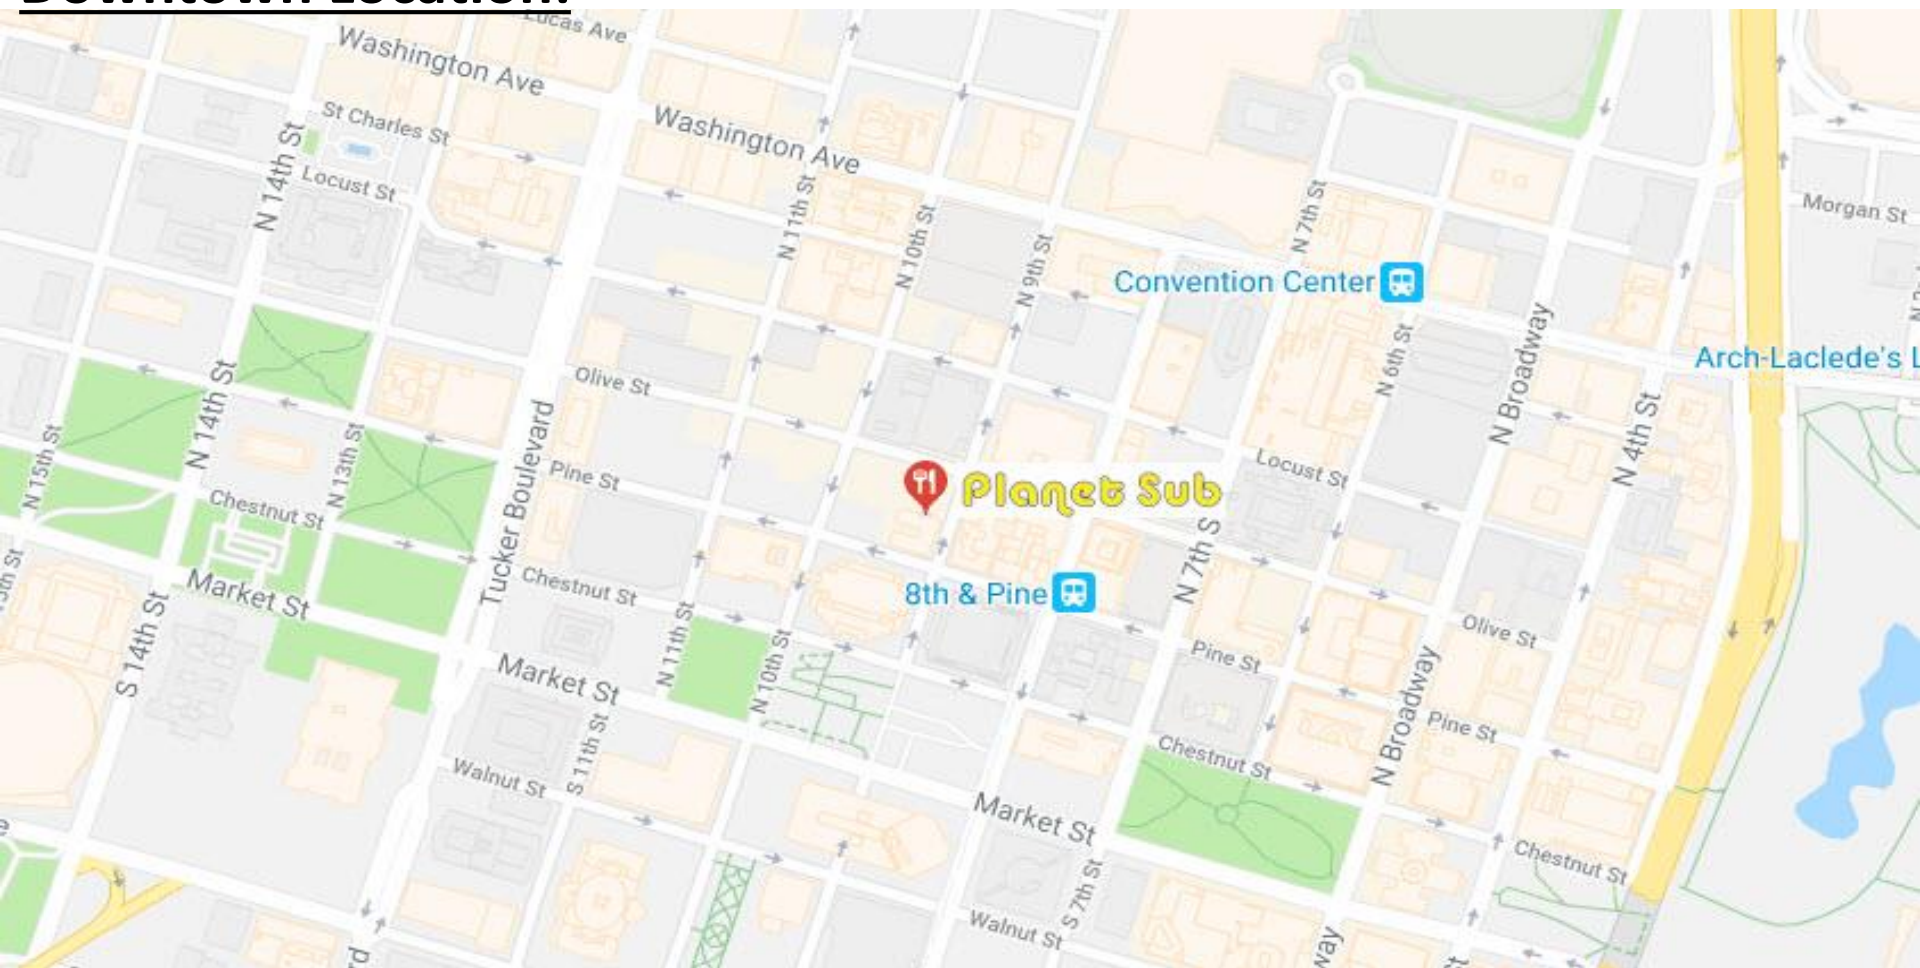 Downtown Location:
Lucas Ave
Washington Ave
St Charles St
Washington Ave
N 14th St
Locust St
N 11th St
N 10th St
N 9th St
N 7th St
Morgan St
Convention Center
N Broadway
N 6th St
Arch-Laclede's L
N 14th St
Olive St
N 4th St
N 15th St
N 13th St
Tucker Boulevard
Pine St
Locust St
Planet Sub
Chestnut St
N 7th S
Market St
Chestnut St
8th & Pine
S 14th St
N 11th St
N 10th St
Olive St
Pine St
Market St
N Broadway
Pine St
S 11th St
Walnut St
Chestnut St
Market St
Chestnut St
S 7th St
Walnut St
way
rd
St